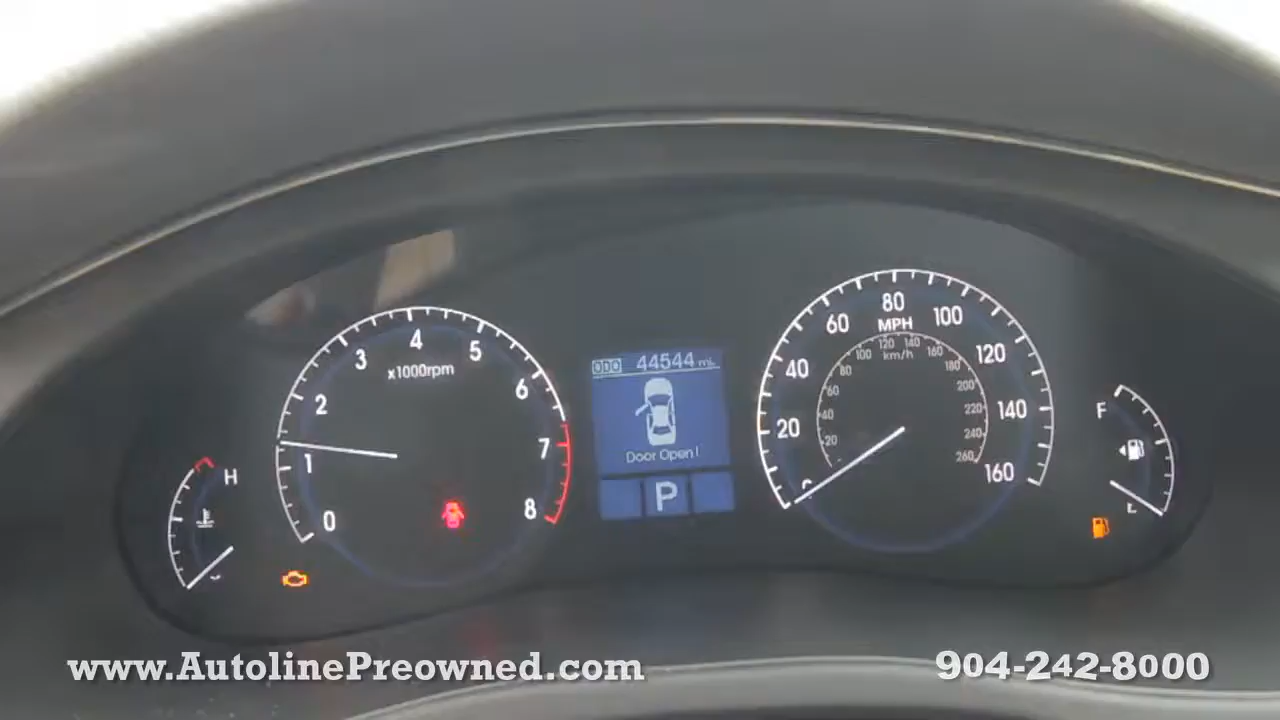 ODO 44544 mi.
Door Open!
P
0 1 2 3 4 5 6 7 8
x1000rpm
H
0 20 40 60 80 100 120 140 160
MPH
20 40 60 80 100 120 140 160 180 200 220 240 260
km/h
F
E
www.AutolinePreowned.com
904-242-8000